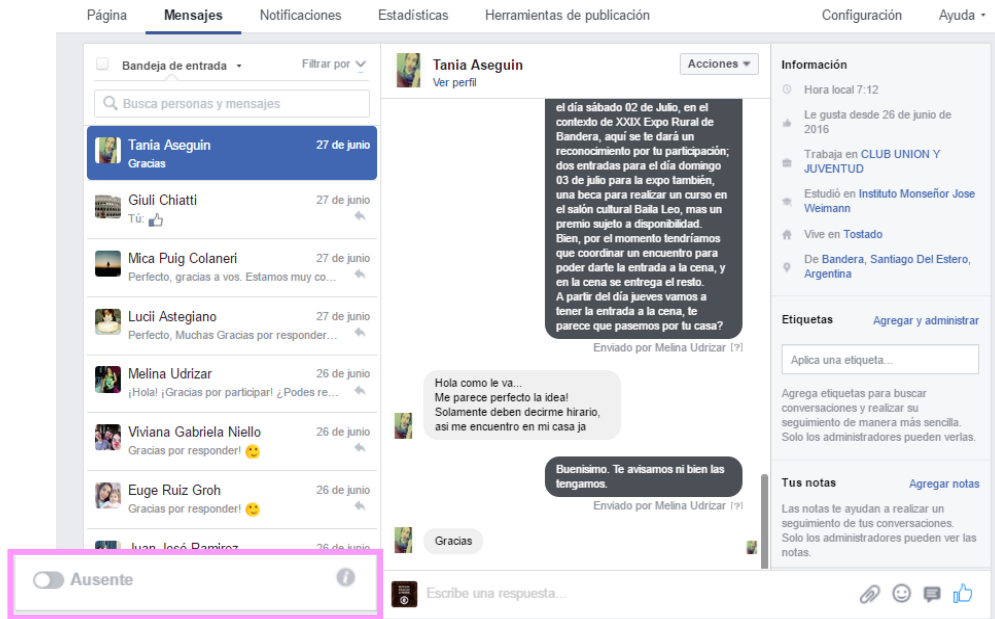 Página Mensajes Notificaciones Estadísticas Herramientas de publicación Configuración Ayuda
Bandeja de entrada Filtrar por
Busca personas y mensajes
Tania Aseguin 27 de junio
Gracias
Giuli Chiatti 27 de junio
Tú:
Mica Puig Colaneri 27 de junio
Perfecto, gracias a vos. Estamos muy co...
Lucii Astegiano 27 de junio
Perfecto, Muchas Gracias por responder...
Melina Udrizar 26 de junio
¡Hola! ¡Gracias por participar! ¿Podes re...
Viviana Gabriela Niello 26 de junio
Gracias por responder!
Euge Ruiz Groh 26 de junio
Gracias por responder!
Juan José Ramirez 26 de junio
Ausente
Tania Aseguin Acciones
Ver perfil
el día sábado 02 de Julio, en el
contexto de XXIX Expo Rural de
Bandera, aquí se te dará un
reconocimiento por tu participación;
dos entradas para el día domingo
03 de julio para la expo también,
una beca para realizar un curso en
el salón cultural Baila Leo, mas un
premio sujeto a disponibilidad.
Bien, por el momento tendríamos
que coordinar un encuentro para
poder darte la entrada a la cena, y
en la cena se entrega el resto.
A partir del día jueves vamos a
tener la entrada a la cena, te
parece que pasemos por tu casa?
Enviado por Melina Udrizar [?]
Hola como le va...
Me parece perfecto la idea!
Solamente deben decirme hirario,
asi me encuentro en mi casa ja
Buenisimo. Te avisamos ni bien las
tengamos.
Enviado por Melina Udrizar [?]
Gracias
Escribe una respuesta...
Información
Hora local 7:12
Le gusta desde 26 de junio de
2016
Trabaja en CLUB UNION Y
JUVENTUD
Estudió en Instituto Monseñor Jose
Weimann
Vive en Tostado
De Bandera, Santiago Del Estero,
Argentina
Etiquetas Agregar y administrar
Aplica una etiqueta...
Agrega etiquetas para buscar
conversaciones y realizar su
seguimiento de manera más sencilla.
Solo los administradores pueden verlas.
Tus notas Agregar notas
Las notas te ayudan a realizar un
seguimiento de tus conversaciones.
Solo los administradores pueden ver las
notas.